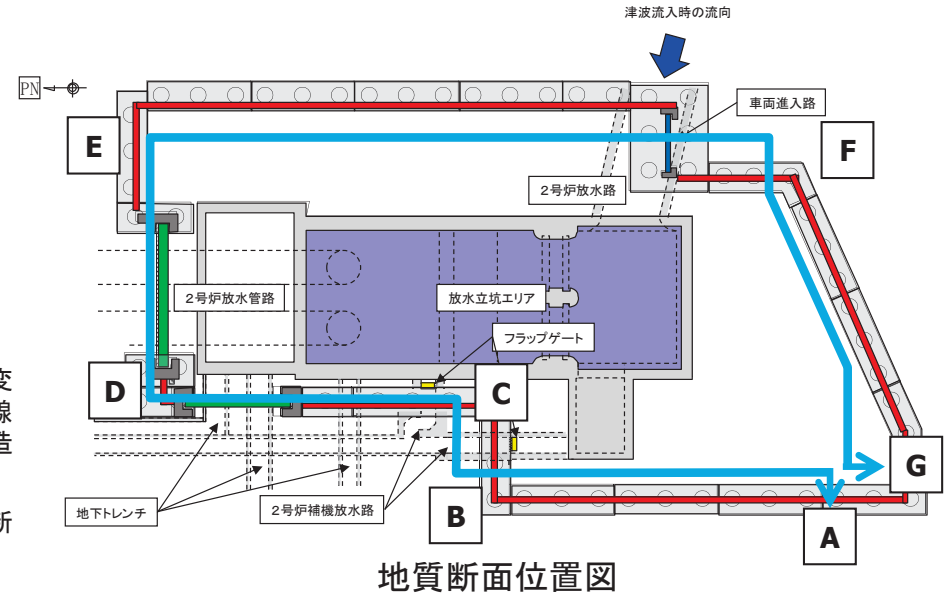 津波流入時の流向
PN
車両進入路
E
F
2号炉放水路
2号炉放水管路
放水立坑エリア
フラップゲート
D
C
変
線
造
新
G
地下トレンチ
2号炉補機放水路
B
A
地質断面位置図